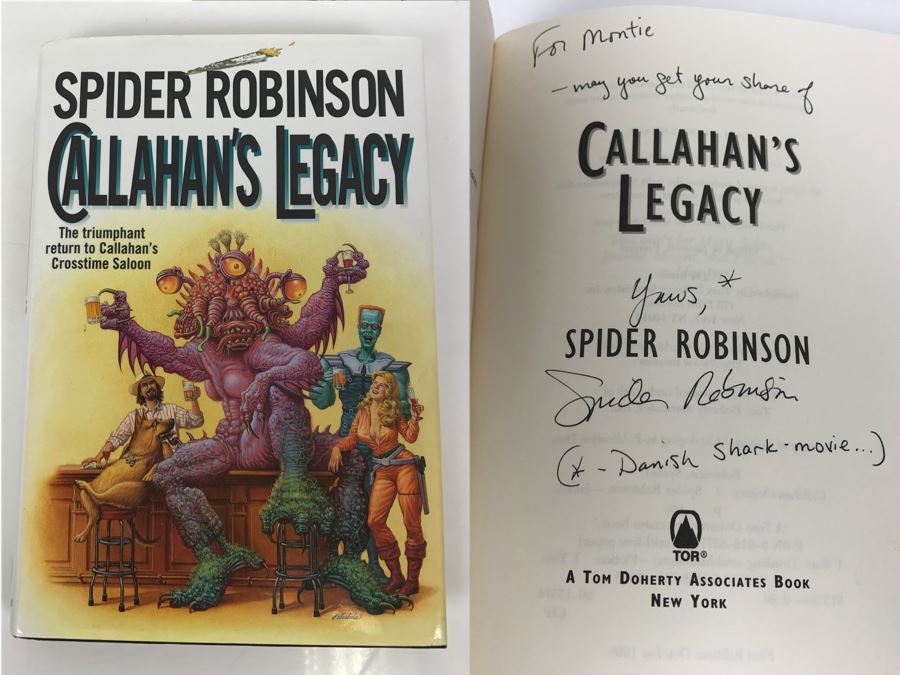 SPIDER ROBINSON
CALLAHAN'S LEGACY
The triumphant
return to Callahan's
Crosstime Saloon
For Montie
—may you get your share of
CALLAHAN'S
LEGACY
Yaws, *
SPIDER ROBINSON
Spider Robinson
(* - Danish shark-movie...)
TOR®
A TOM DOHERTY ASSOCIATES BOOK
NEW YORK